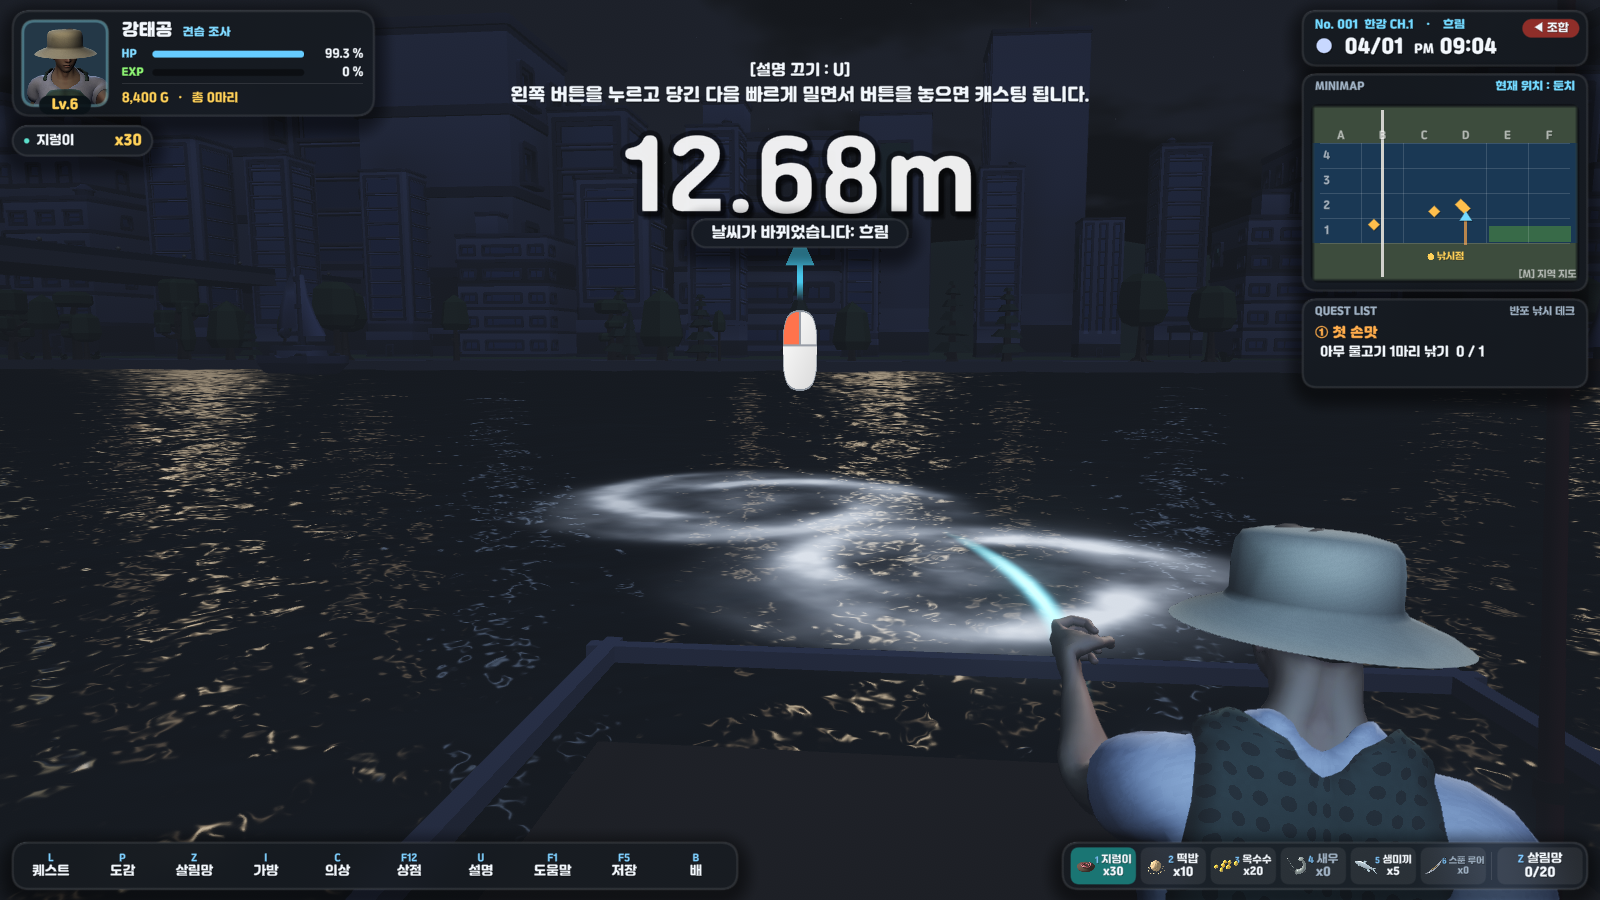 강태공 견습 조사
HP 99.3 %
EXP 0 %
Lv.6
8,400 G · 총 0마리
지렁이 x30
[설명 끄기 : U]
왼쪽 버튼을 누르고 당긴 다음 빠르게 밀면서 버튼을 놓으면 캐스팅 됩니다.
12.68m
날씨가 바뀌었습니다: 흐림
No. 001 한강 CH.1 · 흐림
◀ 조합
04/01 PM 09:04
MINIMAP 현재 위치 : 둔치
A B C D E F
4
3
2
1
낚시점
[M] 지역 지도
QUEST LIST 반포 낚시 데크
① 첫 손맛
아무 물고기 1마리 낚기 0 / 1
L 퀘스트
P 도감
Z 살림망
I 가방
C 의상
F12 상점
U 설명
F1 도움말
F5 저장
B 배
1 지렁이 x30
2 떡밥 x10
3 옥수수 x20
4 새우 x0
5 생미끼 x5
6 스푼 루어 x0
Z 살림망 0/20